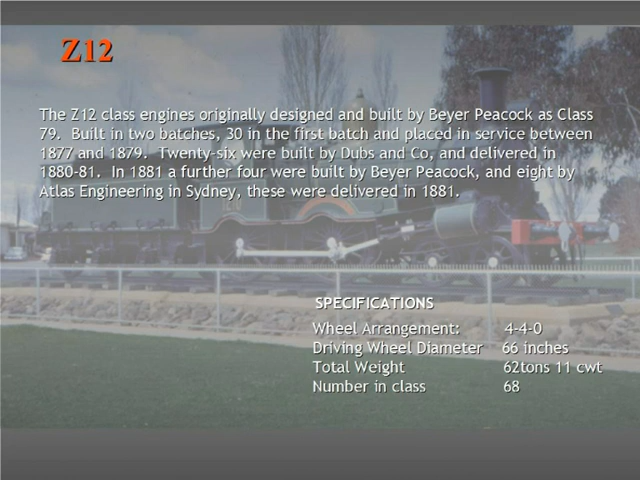 Z12
The Z12 class engines originally designed and built by Beyer Peacock as Class
79.  Built in two batches, 30 in the first batch and placed in service between
1877 and 1879.  Twenty-six were built by Dubs and Co, and delivered in
1880-81.  In 1881 a further four were built by Beyer Peacock, and eight by
Atlas Engineering in Sydney, these were delivered in 1881.
SPECIFICATIONS
Wheel Arrangement: 4-4-0
Driving Wheel Diameter 66 inches
Total Weight 62tons 11 cwt
Number in class 68